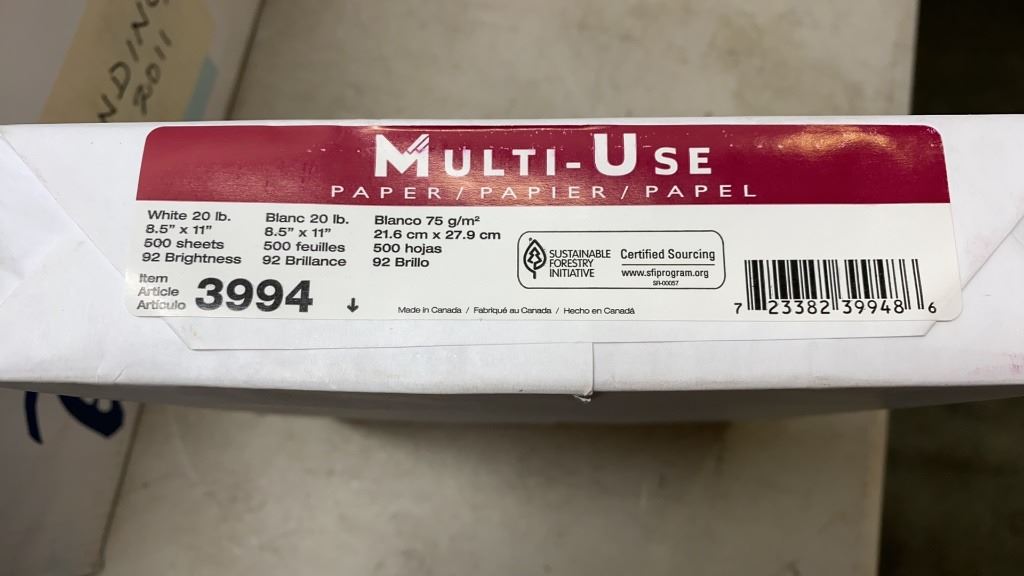 2011
MULTI-USE
PAPER / PAPIER / PAPEL
White 20 lb.
8.5" x 11"
500 sheets
92 Brightness
Blanc 20 lb.
8.5" x 11"
500 feuilles
92 Brillance
Blanco 75 g/m²
21.6 cm x 27.9 cm
500 hojas
92 Brillo
Item
Article
Artículo
3994
Made in Canada / Fabriqué au Canada / Hecho en Canadá
SUSTAINABLE
FORESTRY
INITIATIVE
Certified Sourcing
www.sfiprogram.org
SFI-00057
7 23382 39948 6